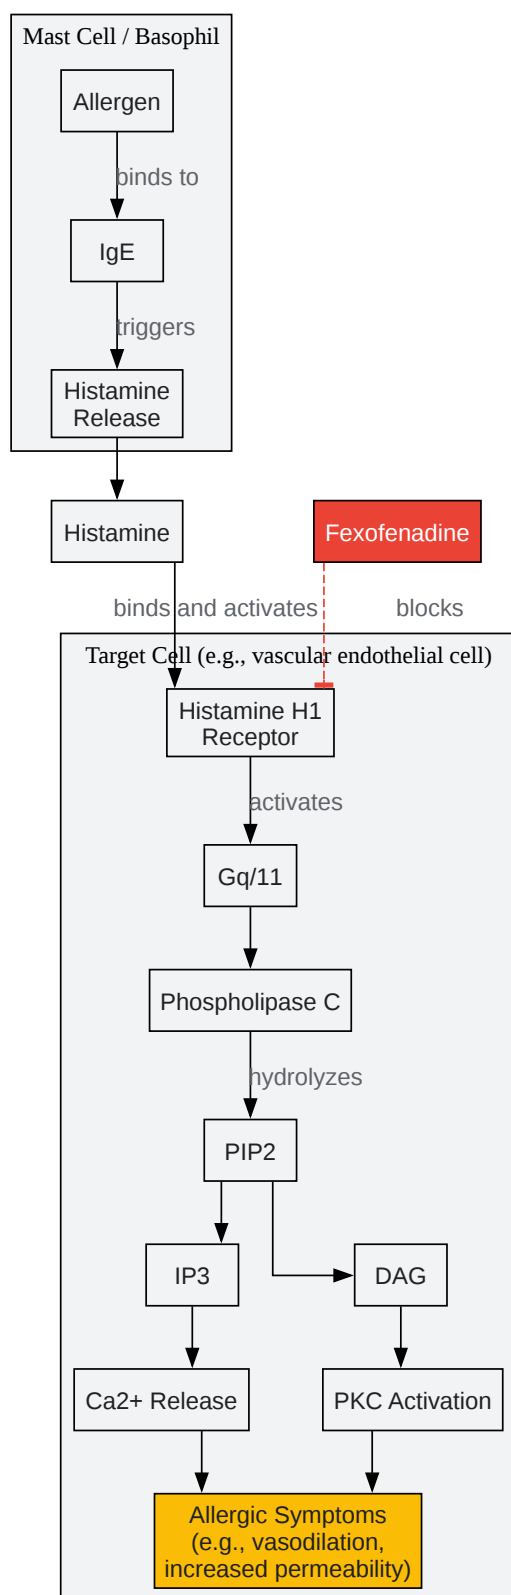 Mast Cell / Basophil
Allergen
binds to
IgE
triggers
Histamine
Release
Histamine
Fexofenadine
binds and activates
blocks
Target Cell (e.g., vascular endothelial cell)
Histamine H1
Receptor
activates
Gq/11
Phospholipase C
hydrolyzes
PIP2
IP3
DAG
Ca2+ Release
PKC Activation
Allergic Symptoms
(e.g., vasodilation,
increased permeability)